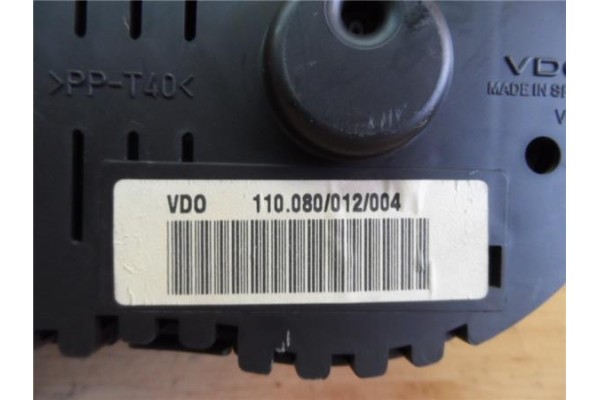 >PP-T40<
VDO
MADE IN SP
V
VDO 110.080/012/004